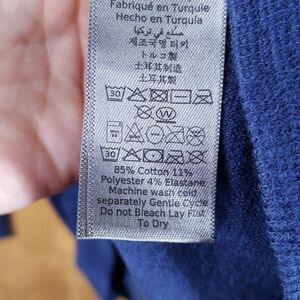 Fabriqué en Turquie
Hecho en Turquía
صنع في تركيا
제조국명 터키
トルコ製
土耳其制造
土耳其製
30
W
30
85% Cotton 11%
Polyester 4% Elastane
Machine wash cold
separately Gentle Cycle
Do not Bleach Lay Flat
To Dry